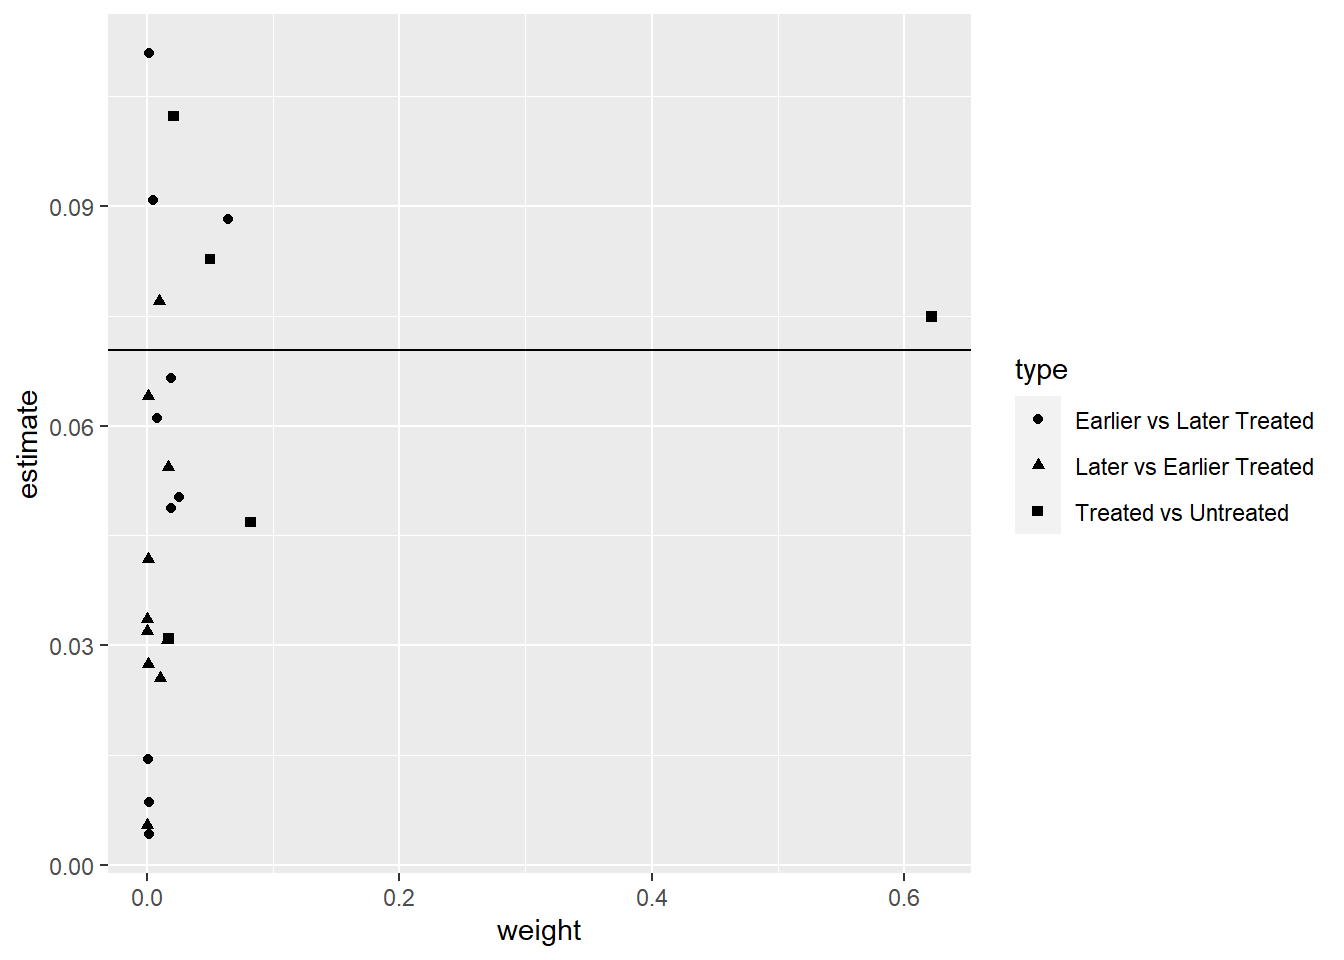 estimate
0.09
0.06
0.03
0.00
0.0 0.2 0.4 0.6
weight
type
Earlier vs Later Treated
Later vs Earlier Treated
Treated vs Untreated